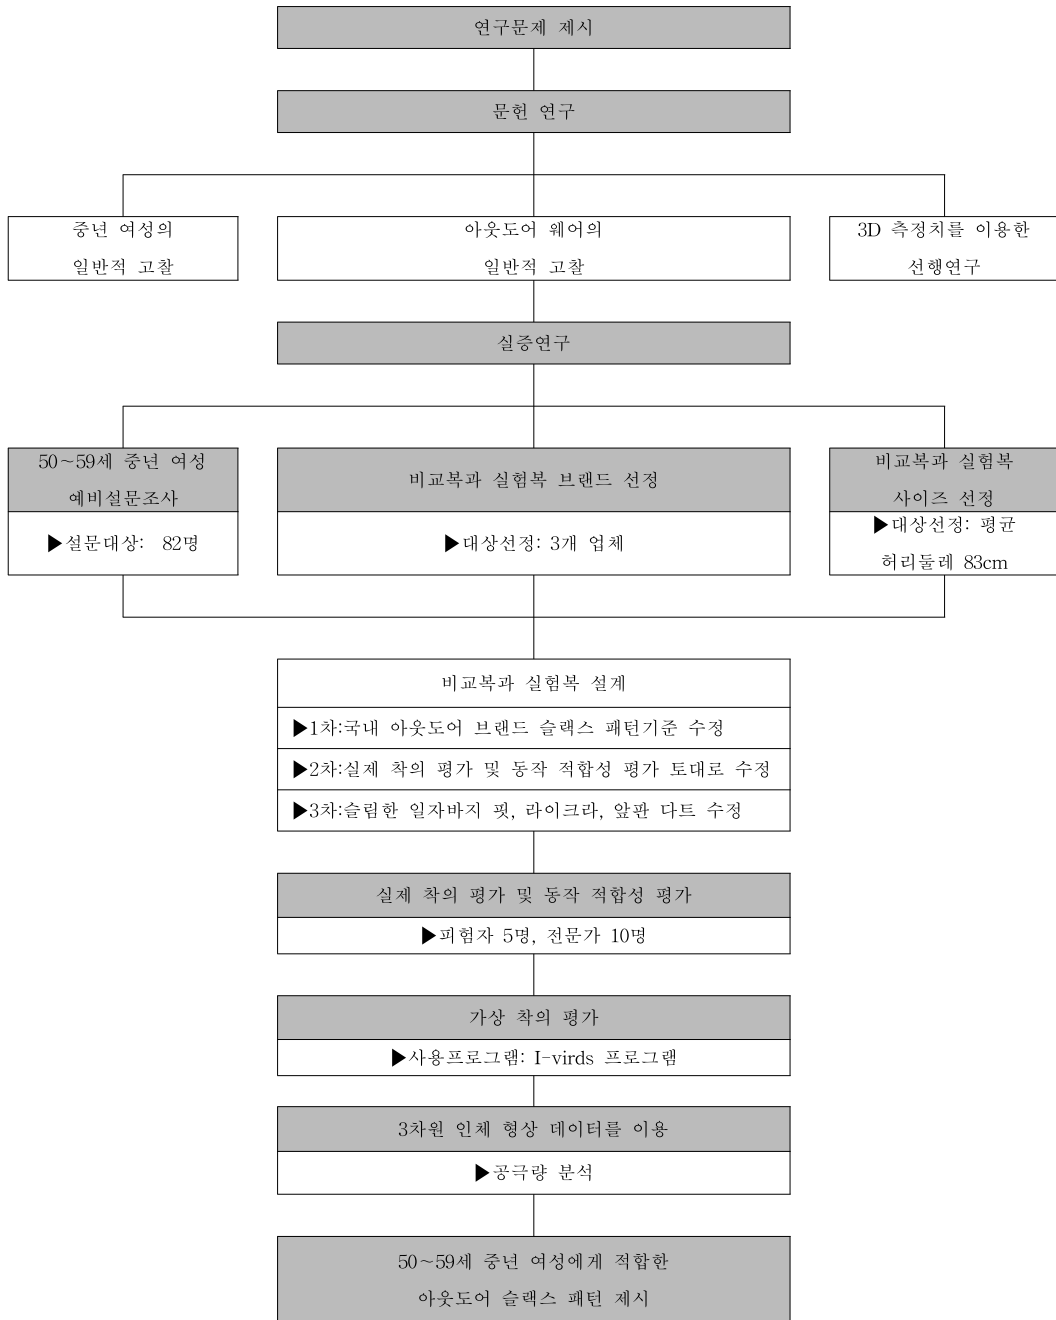 연구문제 제시
문헌 연구
중년 여성의
일반적 고찰
아웃도어 웨어의
일반적 고찰
3D 측정치를 이용한
선행연구
실증연구
50~59세 중년 여성
예비설문조사
▶설문대상: 82명
비교복과 실험복 브랜드 선정
▶대상선정: 3개 업체
비교복과 실험복
사이즈 선정
▶대상선정: 평균
허리둘레 83cm
비교복과 실험복 설계
▶1차:국내 아웃도어 브랜드 슬랙스 패턴기준 수정
▶2차:실제 착의 평가 및 동작 적합성 평가 토대로 수정
▶3차:슬림한 일자바지 핏, 라이크라, 앞판 다트 수정
실제 착의 평가 및 동작 적합성 평가
▶피험자 5명, 전문가 10명
가상 착의 평가
▶사용프로그램: I-virds 프로그램
3차원 인체 형상 데이터를 이용
▶공극량 분석
50~59세 중년 여성에게 적합한
아웃도어 슬랙스 패턴 제시